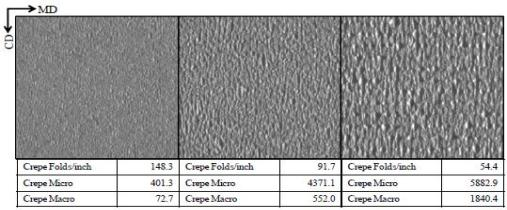 MD
CD
Crepe Folds/inch 148.3 Crepe Folds/inch 91.7 Crepe Folds/inch 54.4
Crepe Micro 401.3 Crepe Micro 4371.1 Crepe Micro 5882.9
Crepe Macro 72.7 Crepe Macro 552.0 Crepe Macro 1840.4